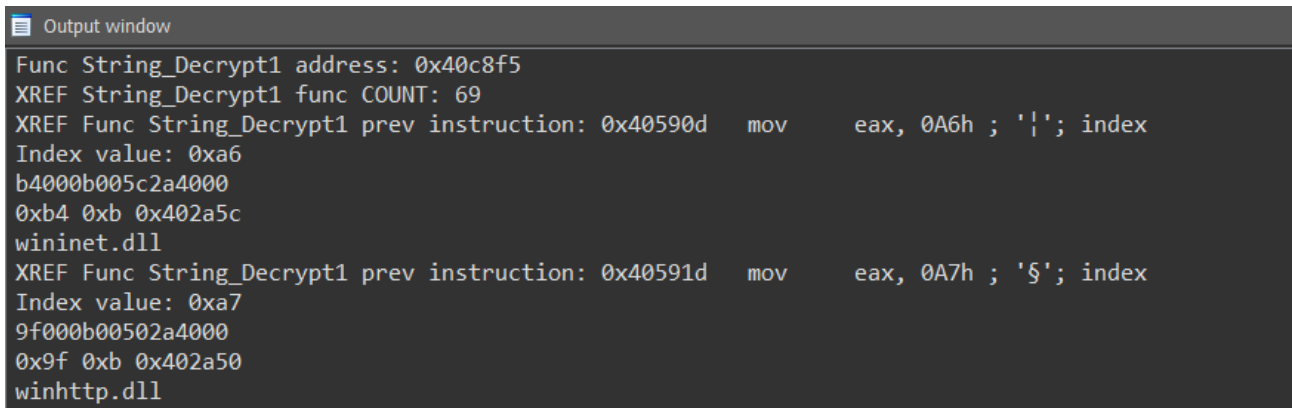 Output window
Func String_Decrypt1 address: 0x40c8f5
XREF String_Decrypt1 func COUNT: 69
XREF Func String_Decrypt1 prev instruction: 0x40590d   mov     eax, 0A6h ; '¦'; index
Index value: 0xa6
b4000b005c2a4000
0xb4 0xb 0x402a5c
wininet.dll
XREF Func String_Decrypt1 prev instruction: 0x40591d   mov     eax, 0A7h ; '§'; index
Index value: 0xa7
9f000b00502a4000
0x9f 0xb 0x402a50
winhttp.dll